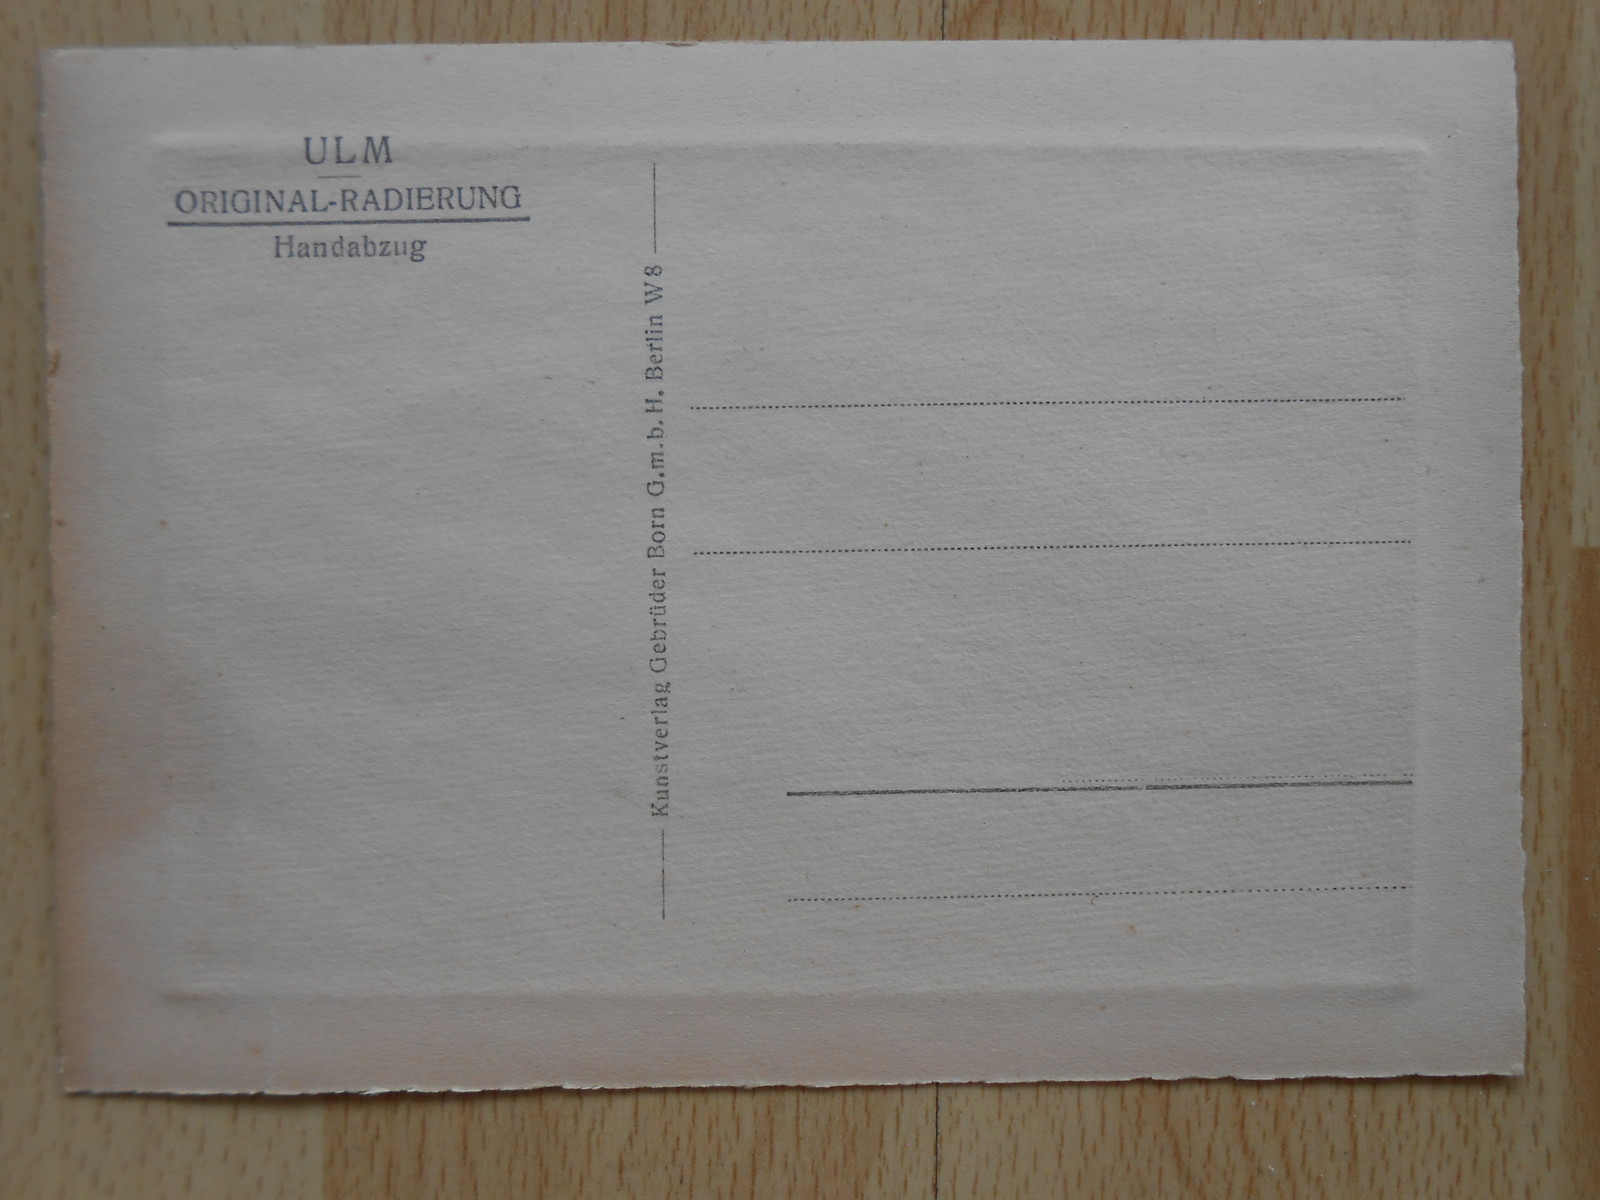 ULM
ORIGINAL-RADIERUNG
Handabzug
Kunstverlag Gebrüder Born G.m.b.H. Berlin W 8